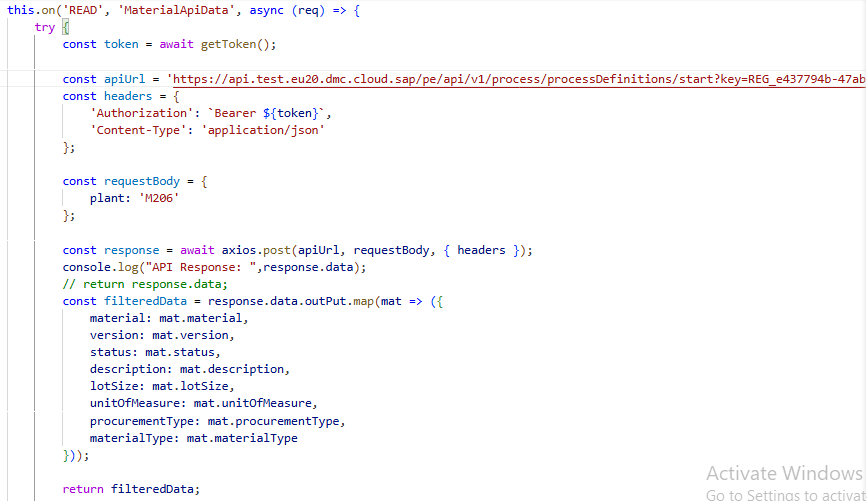 this.on('READ', 'MaterialApiData', async (req) => {
try {
const token = await getToken();
const apiUrl = 'https://api.test.eu20.dmc.cloud.sap/pe/api/v1/process/processDefinitions/start?key=REG_e437794b-47ab
const headers = {
'Authorization': `Bearer ${token}`,
'Content-Type': 'application/json'
};
const requestBody = {
plant: 'M206'
};
const response = await axios.post(apiUrl, requestBody, { headers });
console.log("API Response: ",response.data);
// return response.data;
const filteredData = response.data.outPut.map(mat => ({
material: mat.material,
version: mat.version,
status: mat.status,
description: mat.description,
lotSize: mat.lotSize,
unitOfMeasure: mat.unitOfMeasure,
procurementType: mat.procurementType,
materialType: mat.materialType
}));
return filteredData;
Activate Windows
Go to Settings to activat